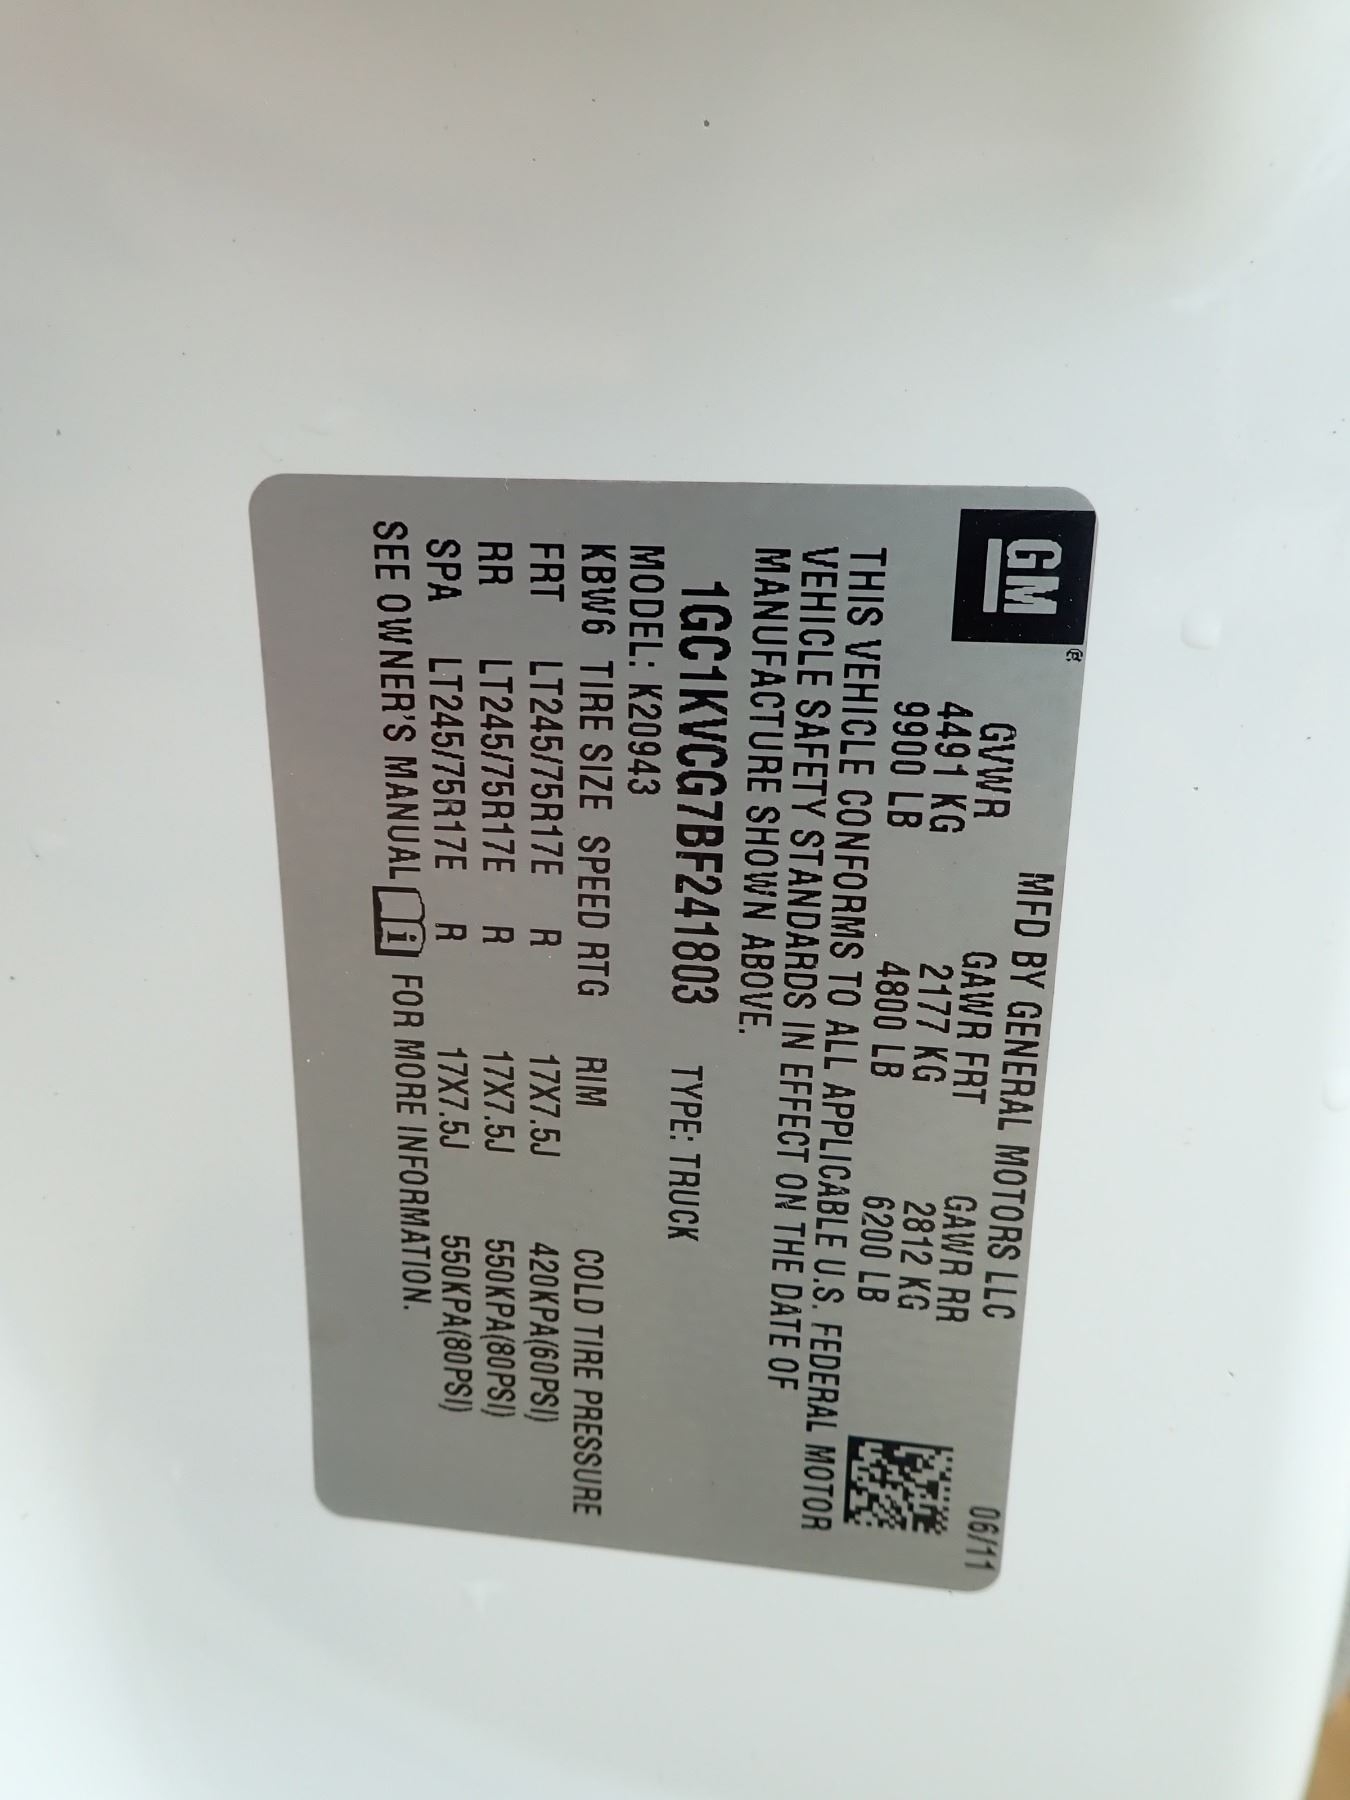 GM®
MFD BY GENERAL MOTORS LLC 06/11
GVWR GAWR FRT GAWR RR
4491 KG 2177 KG 2812 KG
9900 LB 4800 LB 6200 LB
THIS VEHICLE CONFORMS TO ALL APPLICABLE U.S. FEDERAL MOTOR
VEHICLE SAFETY STANDARDS IN EFFECT ON THE DATE OF
MANUFACTURE SHOWN ABOVE.
1GC1KVCG7BF241803 TYPE: TRUCK
MODEL: K20943
KBW6 TIRE SIZE SPEED RTG RIM COLD TIRE PRESSURE
FRT LT245/75R17E R 17X7.5J 420KPA(60PSI)
RR LT245/75R17E R 17X7.5J 550KPA(80PSI)
SPA LT245/75R17E R 17X7.5J 550KPA(80PSI)
SEE OWNER'S MANUAL i FOR MORE INFORMATION.